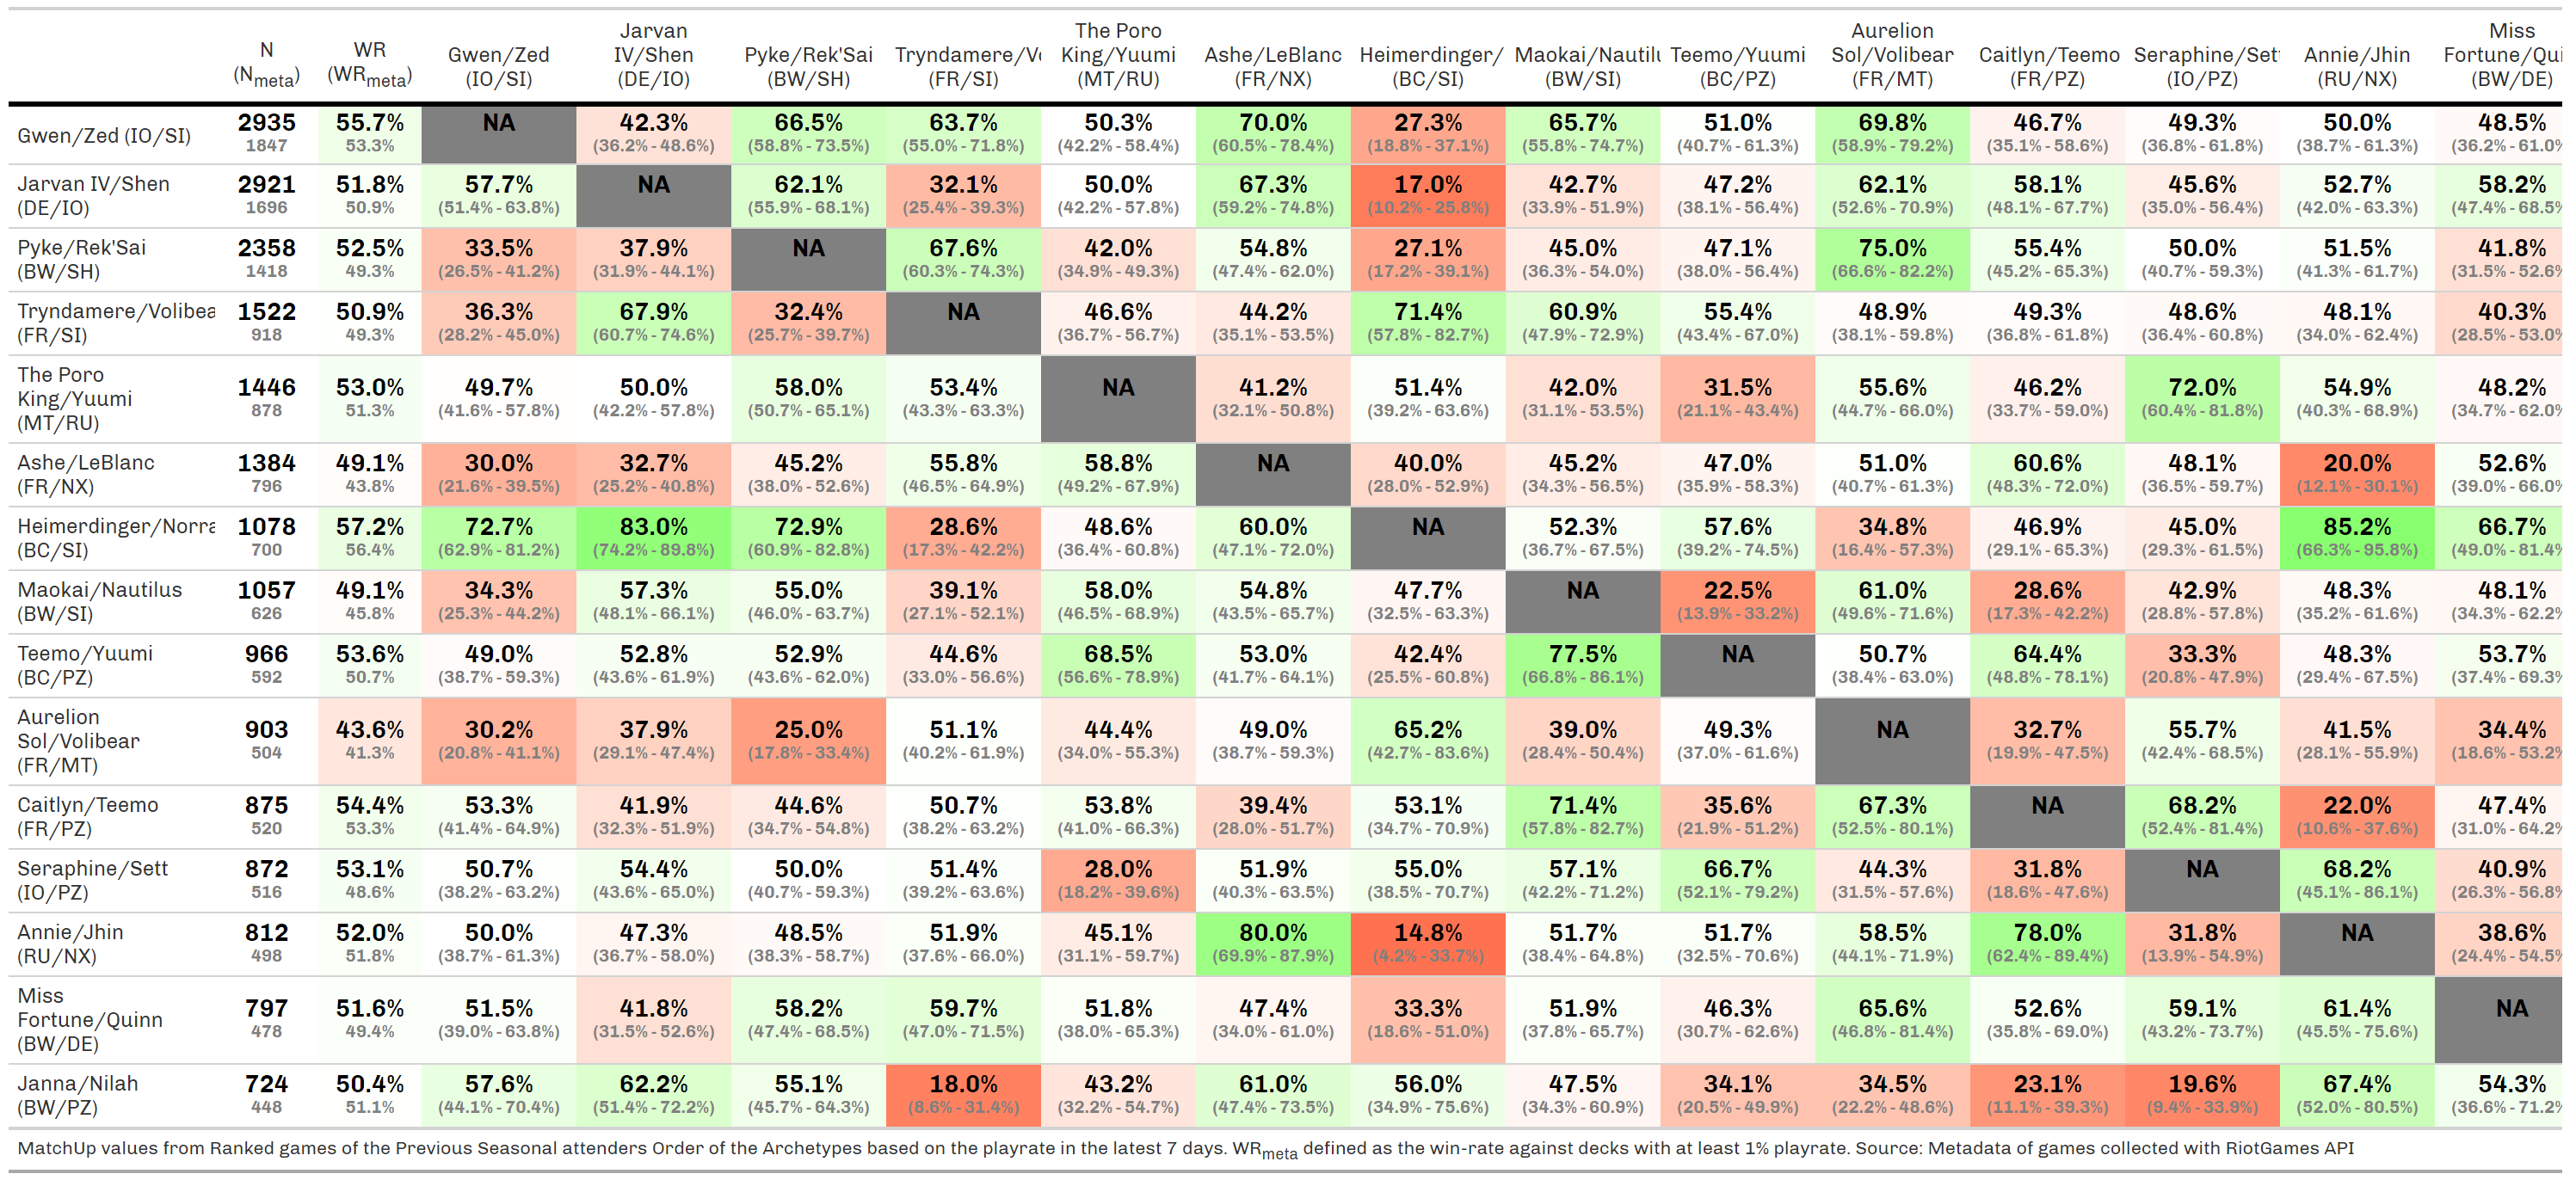 N (Nmeta) WR (WRmeta) Gwen/Zed (IO/SI) Jarvan IV/Shen (DE/IO) Pyke/Rek'Sai (BW/SH) Tryndamere/Vo (FR/SI) The Poro King/Yuumi (MT/RU) Ashe/LeBlanc (FR/NX) Heimerdinger/ (BC/SI) Maokai/Nautilu (BW/SI) Teemo/Yuumi (BC/PZ) Aurelion Sol/Volibear (FR/MT) Caitlyn/Teemo (FR/PZ) Seraphine/Sett (IO/PZ) Annie/Jhin (RU/NX) Miss Fortune/Qui (BW/DE)
Gwen/Zed (IO/SI) 2935 55.7% NA 42.3% 66.5% 63.7% 50.3% 70.0% 27.3% 65.7% 51.0% 69.8% 46.7% 49.3% 50.0% 48.5%
1847 53.3% (36.2% - 48.6%) (58.8% - 73.5%) (55.0% - 71.8%) (42.2% - 58.4%) (60.5% - 78.4%) (18.8% - 37.1%) (55.8% - 74.7%) (40.7% - 61.3%) (58.9% - 79.2%) (35.1% - 58.6%) (36.8% - 61.8%) (38.7% - 61.3%) (36.2% - 61.0%
Jarvan IV/Shen 2921 51.8% 57.7% NA 62.1% 32.1% 50.0% 67.3% 17.0% 42.7% 47.2% 62.1% 58.1% 45.6% 52.7% 58.2%
(DE/IO) 1696 50.9% (51.4% - 63.8%) (55.9% - 68.1%) (25.4% - 39.3%) (42.2% - 57.8%) (59.2% - 74.8%) (10.2% - 25.8%) (33.9% - 51.9%) (38.1% - 56.4%) (52.6% - 70.9%) (48.1% - 67.7%) (35.0% - 56.4%) (42.0% - 63.3%) (47.4% - 68.5%
Pyke/Rek'Sai 2358 52.5% 33.5% 37.9% NA 67.6% 42.0% 54.8% 27.1% 45.0% 47.1% 75.0% 55.4% 50.0% 51.5% 41.8%
(BW/SH) 1418 49.3% (26.5% - 41.2%) (31.9% - 44.1%) (60.3% - 74.3%) (34.9% - 49.3%) (47.4% - 62.0%) (17.2% - 39.1%) (36.3% - 54.0%) (38.0% - 56.4%) (66.6% - 82.2%) (45.2% - 65.3%) (40.7% - 59.3%) (41.3% - 61.7%) (31.5% - 52.6%
Tryndamere/Volibea 1522 50.9% 36.3% 67.9% 32.4% NA 46.6% 44.2% 71.4% 60.9% 55.4% 48.9% 49.3% 48.6% 48.1% 40.3%
(FR/SI) 918 49.3% (28.2% - 45.0%) (60.7% - 74.6%) (25.7% - 39.7%) (36.7% - 56.7%) (35.1% - 53.5%) (57.8% - 82.7%) (47.9% - 72.9%) (43.4% - 67.0%) (38.1% - 59.8%) (36.8% - 61.8%) (36.4% - 60.8%) (34.0% - 62.4%) (28.5% - 53.0%
The Poro
King/Yuumi 1446 53.0% 49.7% 50.0% 58.0% 53.4% NA 41.2% 51.4% 42.0% 31.5% 55.6% 46.2% 72.0% 54.9% 48.2%
(MT/RU) 878 51.3% (41.6% - 57.8%) (42.2% - 57.8%) (50.7% - 65.1%) (43.3% - 63.3%) (32.1% - 50.8%) (39.2% - 63.6%) (31.1% - 53.5%) (21.1% - 43.4%) (44.7% - 66.0%) (33.7% - 59.0%) (60.4% - 81.8%) (40.3% - 68.9%) (34.7% - 62.0%
Ashe/LeBlanc 1384 49.1% 30.0% 32.7% 45.2% 55.8% 58.8% NA 40.0% 45.2% 47.0% 51.0% 60.6% 48.1% 20.0% 52.6%
(FR/NX) 796 43.8% (21.6% - 39.5%) (25.2% - 40.8%) (38.0% - 52.6%) (46.5% - 64.9%) (49.2% - 67.9%) (28.0% - 52.9%) (34.3% - 56.5%) (35.9% - 58.3%) (40.7% - 61.3%) (48.3% - 72.0%) (36.5% - 59.7%) (12.1% - 30.1%) (39.0% - 66.0%
Heimerdinger/Norra 1078 57.2% 72.7% 83.0% 72.9% 28.6% 48.6% 60.0% NA 52.3% 57.6% 34.8% 46.9% 45.0% 85.2% 66.7%
(BC/SI) 700 56.4% (62.9% - 81.2%) (74.2% - 89.8%) (60.9% - 82.8%) (17.3% - 42.2%) (36.4% - 60.8%) (47.1% - 72.0%) (36.7% - 67.5%) (39.2% - 74.5%) (16.4% - 57.3%) (29.1% - 65.3%) (29.3% - 61.5%) (66.3% - 95.8%) (49.0% - 81.4%
Maokai/Nautilus 1057 49.1% 34.3% 57.3% 55.0% 39.1% 58.0% 54.8% 47.7% NA 22.5% 61.0% 28.6% 42.9% 48.3% 48.1%
(BW/SI) 626 45.8% (25.3% - 44.2%) (48.1% - 66.1%) (46.0% - 63.7%) (27.1% - 52.1%) (46.5% - 68.9%) (43.5% - 65.7%) (32.5% - 63.3%) (13.9% - 33.2%) (49.6% - 71.6%) (17.3% - 42.2%) (28.8% - 57.8%) (35.2% - 61.6%) (34.3% - 62.2%
Teemo/Yuumi 966 53.6% 49.0% 52.8% 52.9% 44.6% 68.5% 53.0% 42.4% 77.5% NA 50.7% 64.4% 33.3% 48.3% 53.7%
(BC/PZ) 592 50.7% (38.7% - 59.3%) (43.6% - 61.9%) (43.6% - 62.0%) (33.0% - 56.6%) (56.6% - 78.9%) (41.7% - 64.1%) (25.5% - 60.8%) (66.8% - 86.1%) (38.4% - 63.0%) (48.8% - 78.1%) (20.8% - 47.9%) (29.4% - 67.5%) (37.4% - 69.3%
Aurelion
Sol/Volibear 903 43.6% 30.2% 37.9% 25.0% 51.1% 44.4% 49.0% 65.2% 39.0% 49.3% NA 32.7% 55.7% 41.5% 34.4%
(FR/MT) 504 41.3% (20.8% - 41.1%) (29.1% - 47.4%) (17.8% - 33.4%) (40.2% - 61.9%) (34.0% - 55.3%) (38.7% - 59.3%) (42.7% - 83.6%) (28.4% - 50.4%) (37.0% - 61.6%) (19.9% - 47.5%) (42.4% - 68.5%) (28.1% - 55.9%) (18.6% - 53.2%
Caitlyn/Teemo 875 54.4% 53.3% 41.9% 44.6% 50.7% 53.8% 39.4% 53.1% 71.4% 35.6% 67.3% NA 68.2% 22.0% 47.4%
(FR/PZ) 520 53.3% (41.4% - 64.9%) (32.3% - 51.9%) (34.7% - 54.8%) (38.2% - 63.2%) (41.0% - 66.3%) (28.0% - 51.7%) (34.7% - 70.9%) (57.8% - 82.7%) (21.9% - 51.2%) (52.5% - 80.1%) (52.4% - 81.4%) (10.6% - 37.6%) (31.0% - 64.2%
Seraphine/Sett 872 53.1% 50.7% 54.4% 50.0% 51.4% 28.0% 51.9% 55.0% 57.1% 66.7% 44.3% 31.8% NA 68.2% 40.9%
(IO/PZ) 516 48.6% (38.2% - 63.2%) (43.6% - 65.0%) (40.7% - 59.3%) (39.2% - 63.6%) (18.2% - 39.6%) (40.3% - 63.5%) (38.5% - 70.7%) (42.2% - 71.2%) (52.1% - 79.2%) (31.5% - 57.6%) (18.6% - 47.6%) (45.1% - 86.1%) (26.3% - 56.8%
Annie/Jhin 812 52.0% 50.0% 47.3% 48.5% 51.9% 45.1% 80.0% 14.8% 51.7% 51.7% 58.5% 78.0% 31.8% NA 38.6%
(RU/NX) 498 51.8% (38.7% - 61.3%) (36.7% - 58.0%) (38.3% - 58.7%) (37.6% - 66.0%) (31.1% - 59.7%) (69.9% - 87.9%) (4.2% - 33.7%) (38.4% - 64.8%) (32.5% - 70.6%) (44.1% - 71.9%) (62.4% - 89.4%) (13.9% - 54.9%) (24.4% - 54.5%
Miss
Fortune/Quinn 797 51.6% 51.5% 41.8% 58.2% 59.7% 51.8% 47.4% 33.3% 51.9% 46.3% 65.6% 52.6% 59.1% 61.4% NA
(BW/DE) 478 49.4% (39.0% - 63.8%) (31.5% - 52.6%) (47.4% - 68.5%) (47.0% - 71.5%) (38.0% - 65.3%) (34.0% - 61.0%) (18.6% - 51.0%) (37.8% - 65.7%) (30.7% - 62.6%) (46.8% - 81.4%) (35.8% - 69.0%) (43.2% - 73.7%) (45.5% - 75.6%)
Janna/Nilah 724 50.4% 57.6% 62.2% 55.1% 18.0% 43.2% 61.0% 56.0% 47.5% 34.1% 34.5% 23.1% 19.6% 67.4% 54.3%
(BW/PZ) 448 51.1% (44.1% - 70.4%) (51.4% - 72.2%) (45.7% - 64.3%) (8.6% - 31.4%) (32.2% - 54.7%) (47.4% - 73.5%) (34.9% - 75.6%) (34.3% - 60.9%) (20.5% - 49.9%) (22.2% - 48.6%) (11.1% - 39.3%) (9.4% - 33.9%) (52.0% - 80.5%) (36.6% - 71.2%
MatchUp values from Ranked games of the Previous Seasonal attenders Order of the Archetypes based on the playrate in the latest 7 days. WRmeta defined as the win-rate against decks with at least 1% playrate. Source: Metadata of games collected with RiotGames API